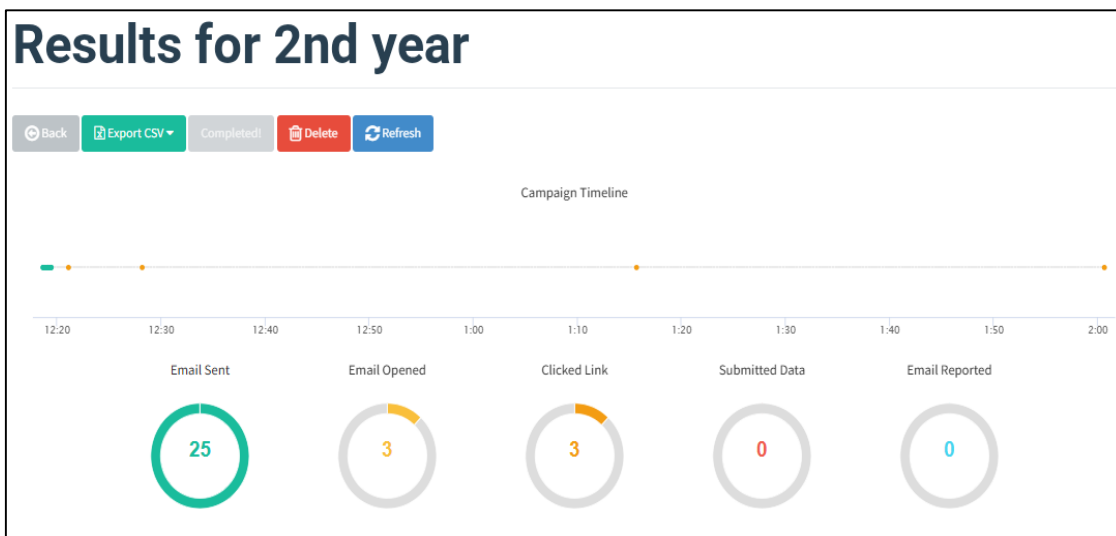 Results for 2nd year
Back Export CSV Completed! Delete Refresh
Campaign Timeline
12:20 12:30 12:40 12:50 1:00 1:10 1:20 1:30 1:40 1:50 2:00
Email Sent Email Opened Clicked Link Submitted Data Email Reported
25 3 3 0 0